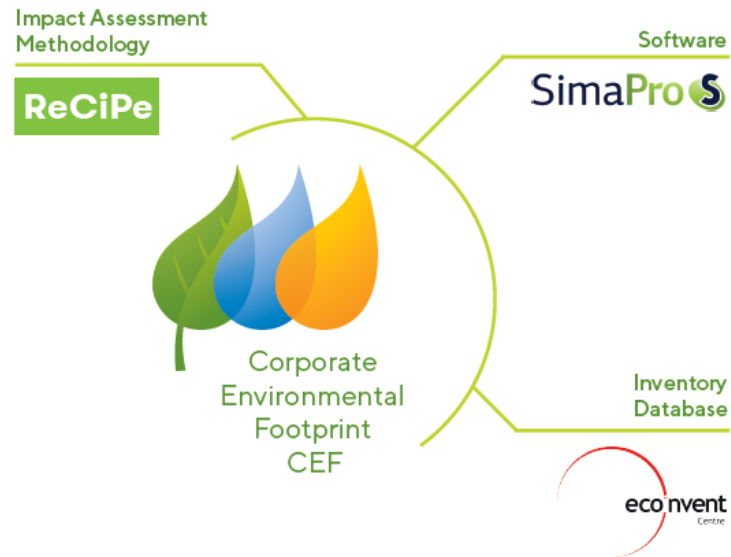 Impact Assessment
Methodology
ReCiPe
Software
SimaPro S
Corporate
Environmental
Footprint
CEF
Inventory
Database
ecoinvent
Centre